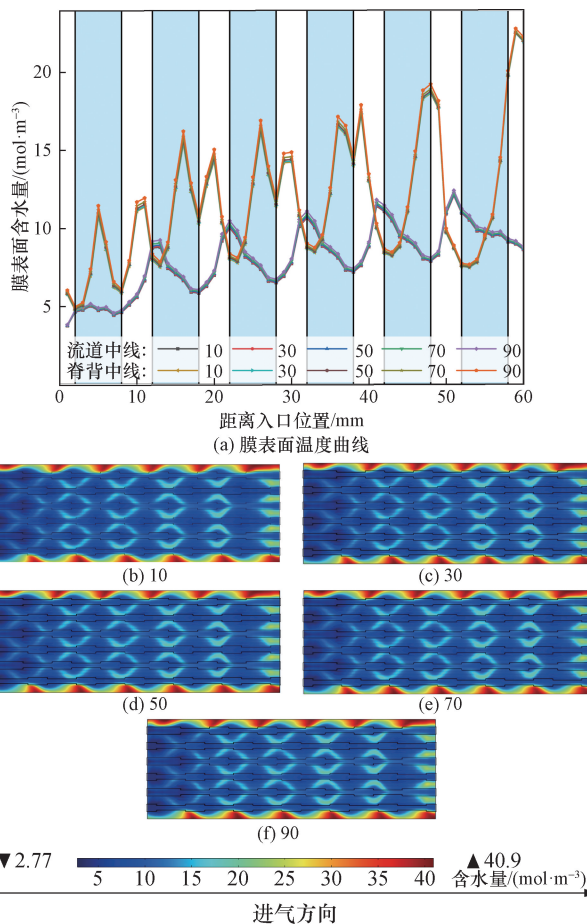 20
15
10
5
膜表面含水量/(mol·m⁻³)
流道中线: 10 30 50 70 90
脊背中线: 10 30 50 70 90
0 10 20 30 40 50 60
距离入口位置/mm
(a) 膜表面温度曲线
(b) 10 (c) 30
(d) 50 (e) 70
(f) 90
▼2.77 ▲40.9
5 10 15 20 25 30 35 40 含水量/(mol·m⁻³)
进气方向